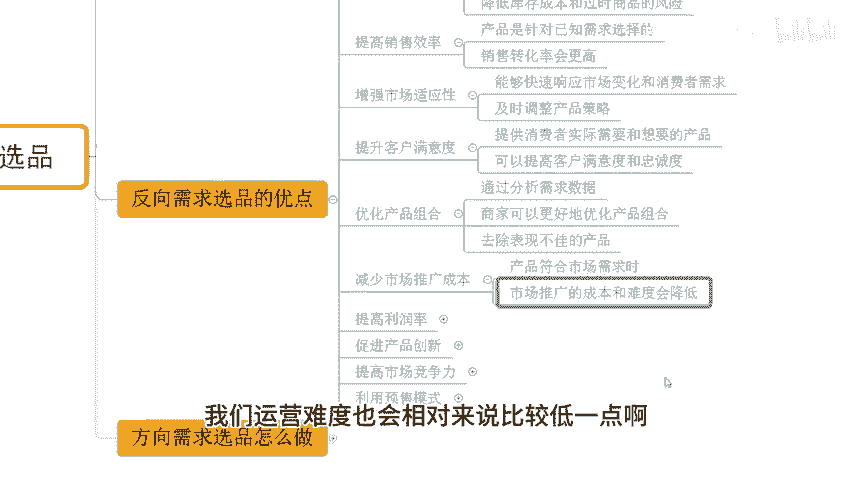 降低库存成本和过时商品的风险
提高销售效率
产品是针对已知需求选择的
销售转化率会更高
增强市场适应性
能够快速响应市场变化和消费者需求
及时调整产品策略
提升客户满意度
提供消费者实际需要和想要的产品
可以提高客户满意度和忠诚度
选品
反向需求选品的优点
优化产品组合
通过分析需求数据
商家可以更好地优化产品组合
去除表现不佳的产品
减少市场推广成本
产品符合市场需求时
市场推广的成本和难度会降低
提高利润率
促进产品创新
提高市场竞争力
利用预售模式
我们运营难度也会相对来说比较低一点啊
方向需求选品怎么做